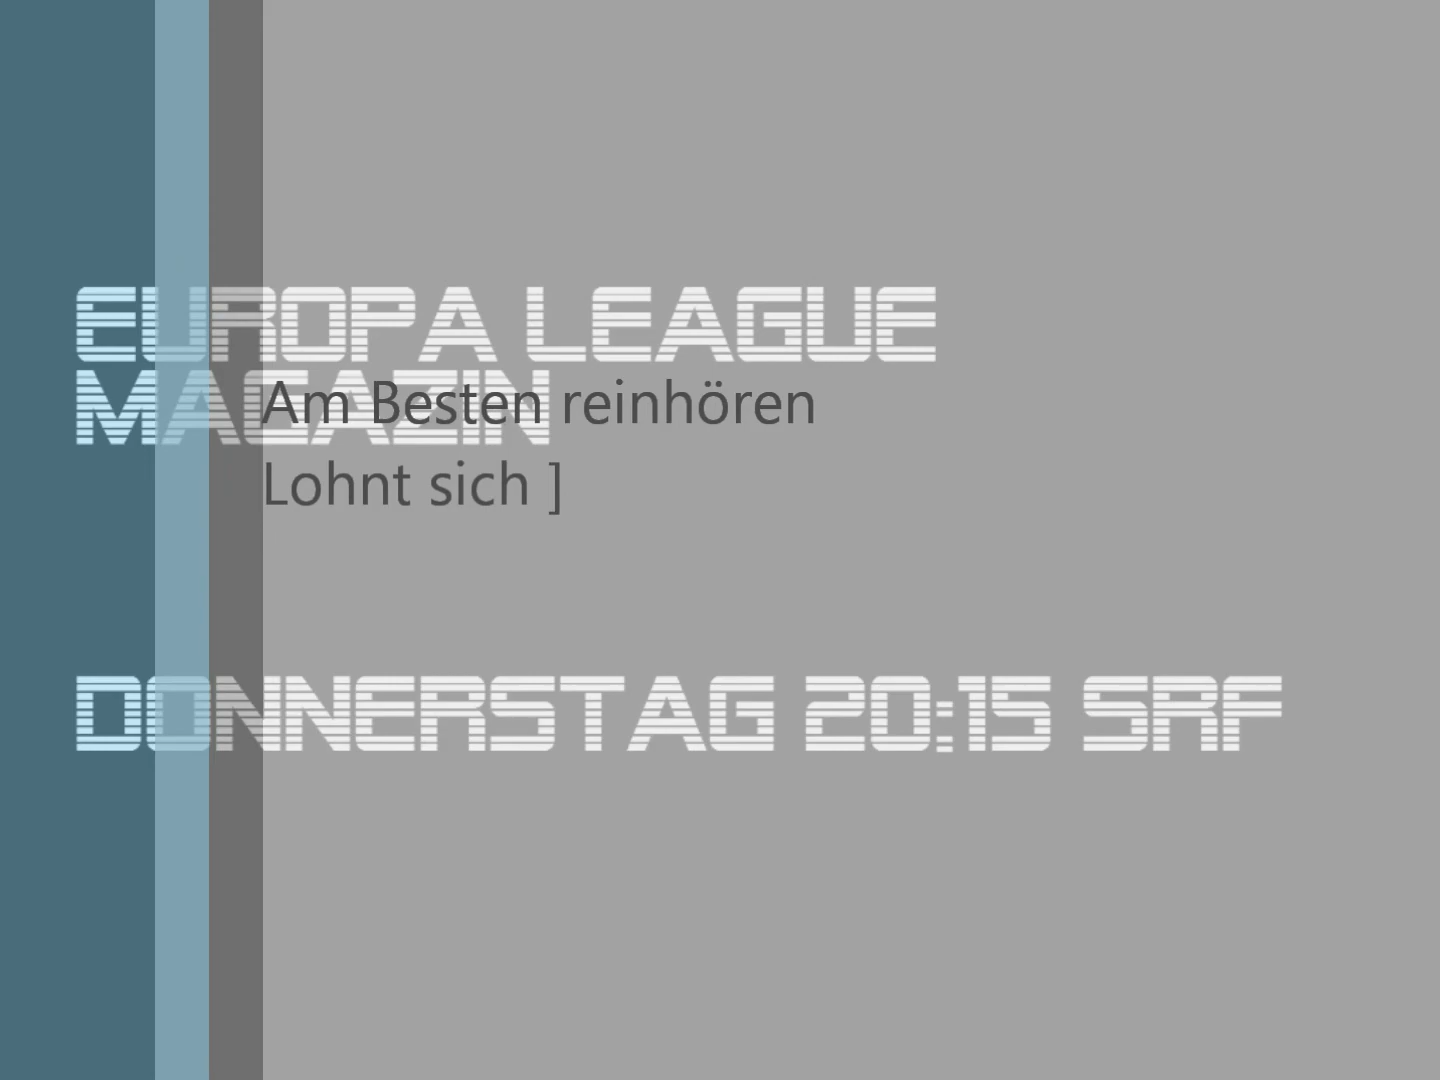 EUROPA LEAGUE
MAGAZIN
Am Besten reinhören
Lohnt sich ]
DONNERSTAG 20:15 SRF